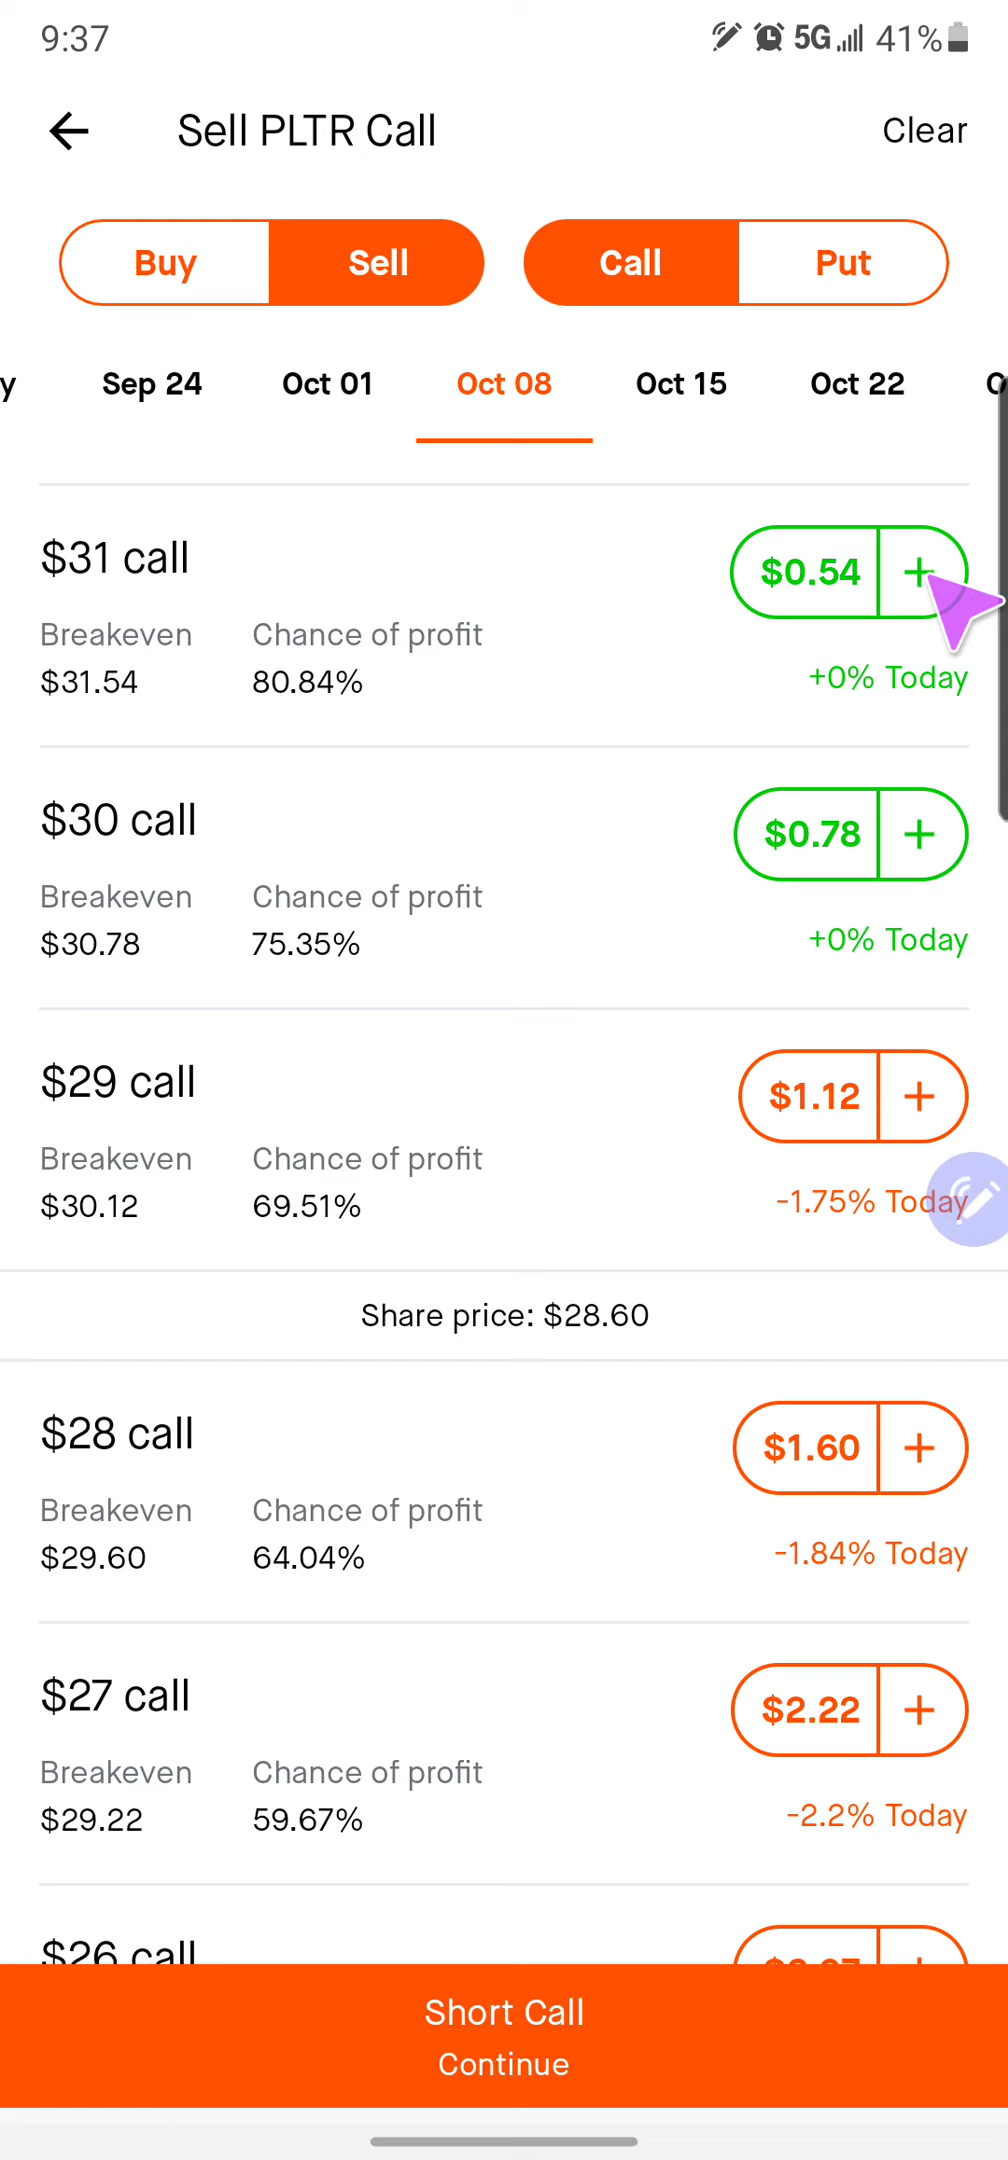 9:37 5G 41%
Sell PLTR Call Clear
Buy Sell Call Put
y Sep 24 Oct 01 Oct 08 Oct 15 Oct 22 O
$31 call $0.54 +
Breakeven Chance of profit
$31.54 80.84% +0% Today
$30 call $0.78 +
Breakeven Chance of profit
$30.78 75.35% +0% Today
$29 call $1.12 +
Breakeven Chance of profit
$30.12 69.51% -1.75% Today
Share price: $28.60
$28 call $1.60 +
Breakeven Chance of profit
$29.60 64.04% -1.84% Today
$27 call $2.22 +
Breakeven Chance of profit
$29.22 59.67% -2.2% Today
$26 call
Short Call
Continue